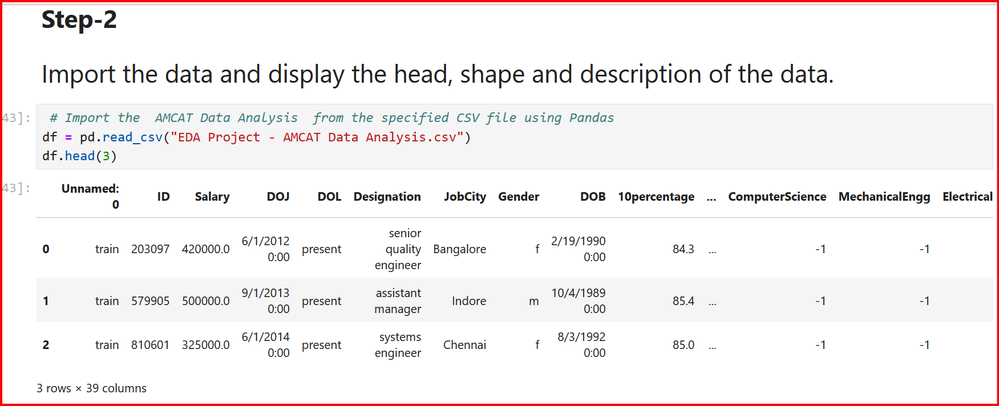 Step-2
Import the data and display the head, shape and description of the data.
43]: # Import the  AMCAT Data Analysis  from the specified CSV file using Pandas
df = pd.read_csv("EDA Project - AMCAT Data Analysis.csv")
df.head(3)
43]:
Unnamed: 0 ID Salary DOJ DOL Designation JobCity Gender DOB 10percentage ... ComputerScience MechanicalEngg Electrical
0 train 203097 420000.0 6/1/2012 0:00 present senior quality engineer Bangalore f 2/19/1990 0:00 84.3 ... -1 -1
1 train 579905 500000.0 9/1/2013 0:00 present assistant manager Indore m 10/4/1989 0:00 85.4 ... -1 -1
2 train 810601 325000.0 6/1/2014 0:00 present systems engineer Chennai f 8/3/1992 0:00 85.0 ... -1 -1
3 rows × 39 columns